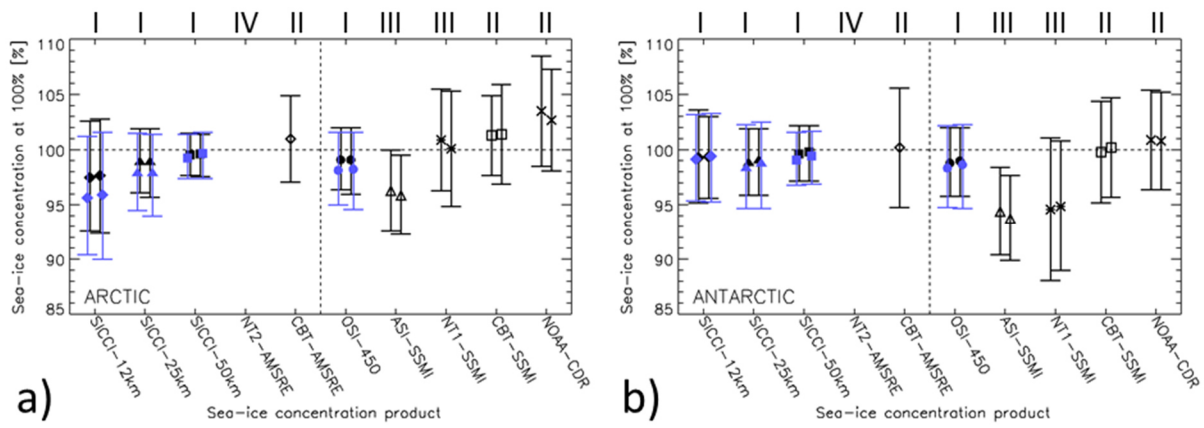 I I I IV II I III III II II
Sea-ice concentration at 100% [%]
110
105
100
95
90
85
ARCTIC
SICCI-12km
SICCI-25km
SICCI-50km
NT2-AMSRE
CBT-AMSRE
OSI-450
ASI-SSMI
NT1-SSMI
CBT-SSMI
NOAA-CDR
Sea-ice concentration product
a)
I I I IV II I III III II II
Sea-ice concentration at 100% [%]
110
105
100
95
90
85
ANTARCTIC
SICCI-12km
SICCI-25km
SICCI-50km
NT2-AMSRE
CBT-AMSRE
OSI-450
ASI-SSMI
NT1-SSMI
CBT-SSMI
NOAA-CDR
Sea-ice concentration product
b)